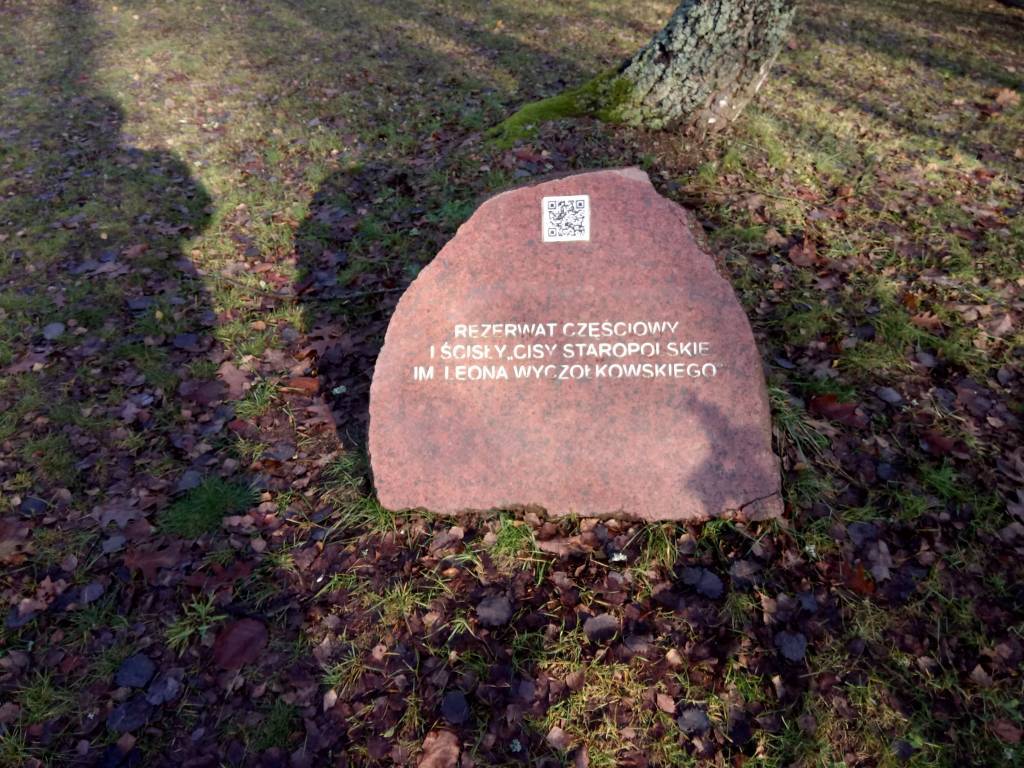 REZERWAT CZĘŚCIOWY
I ŚCISŁY „CISY STAROPOLSKIE
IM. LEONA WYCZÓŁKOWSKIEGO”